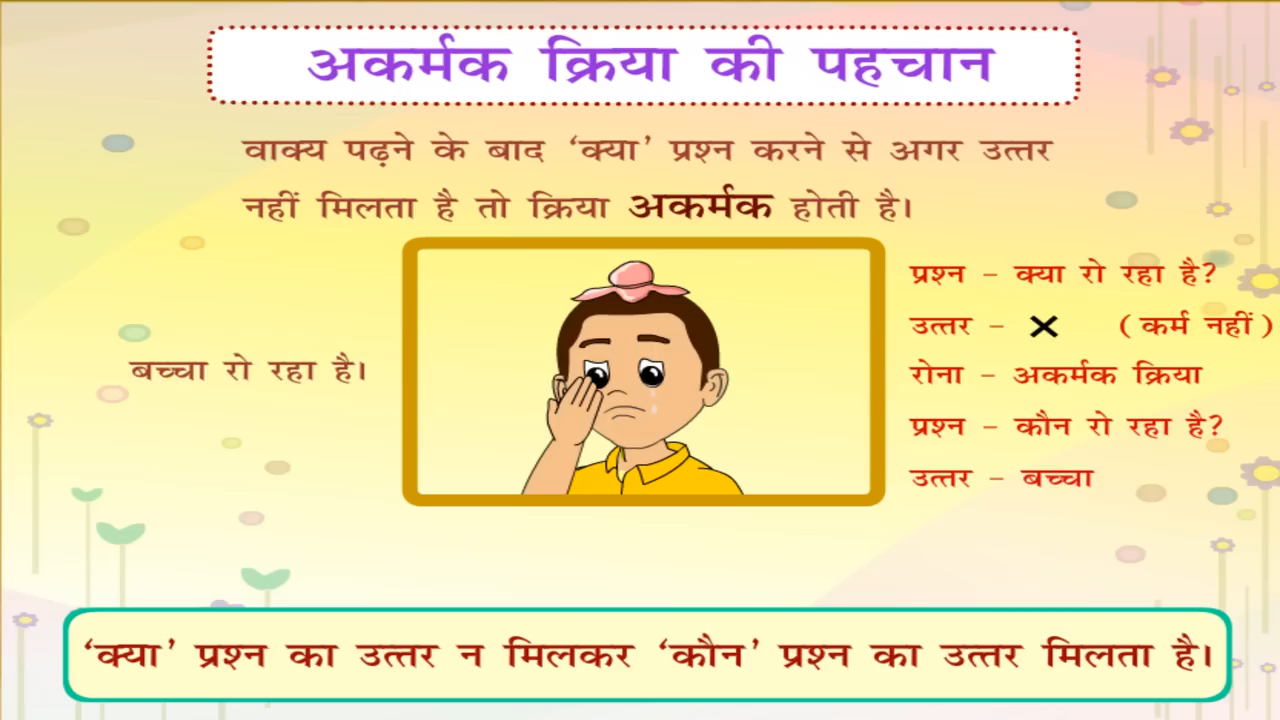 अकर्मक क्रिया की पहचान
वाक्य पढ़ने के बाद ‘क्या’ प्रश्न करने से अगर उत्तर
नहीं मिलता है तो क्रिया अकर्मक होती है।
बच्चा रो रहा है।
प्रश्न - क्या रो रहा है?
उत्तर - × (कर्म नहीं)
रोना - अकर्मक क्रिया
प्रश्न - कौन रो रहा है?
उत्तर - बच्चा
‘क्या’ प्रश्न का उत्तर न मिलकर ‘कौन’ प्रश्न का उत्तर मिलता है।